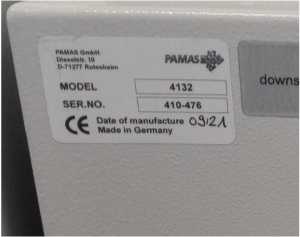 PAMAS GmbH
Dieselstr. 10
D-71277 Rutesheim
PAMAS
MODEL 4132
SER.NO. 410-476
CE Date of manufacture 09/21
Made in Germany
downs